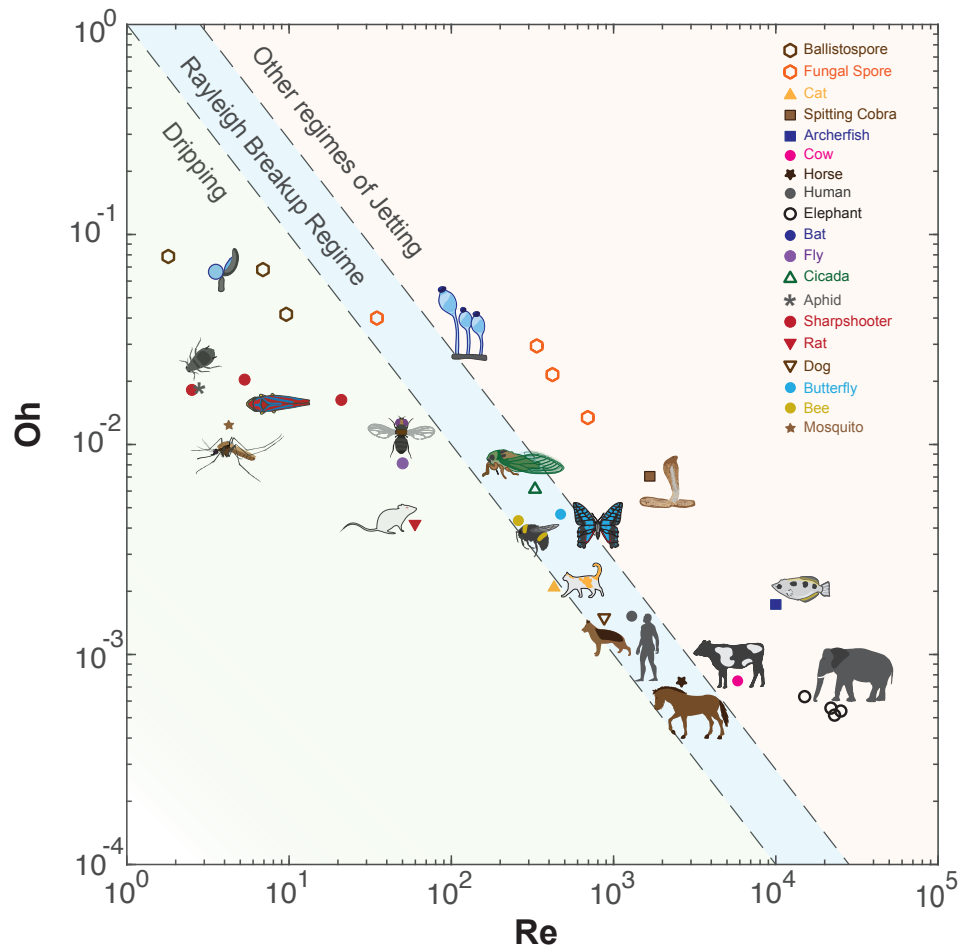 10^0
10^-1
10^-2
10^-3
10^-4
Oh
10^0
10^1
10^2
10^3
10^4
10^5
Re
Dripping
Rayleigh Breakup Regime
Other regimes of Jetting
Ballistospore
Fungal Spore
Cat
Spitting Cobra
Archerfish
Cow
Horse
Human
Elephant
Bat
Fly
Cicada
Aphid
Sharpshooter
Rat
Dog
Butterfly
Bee
Mosquito